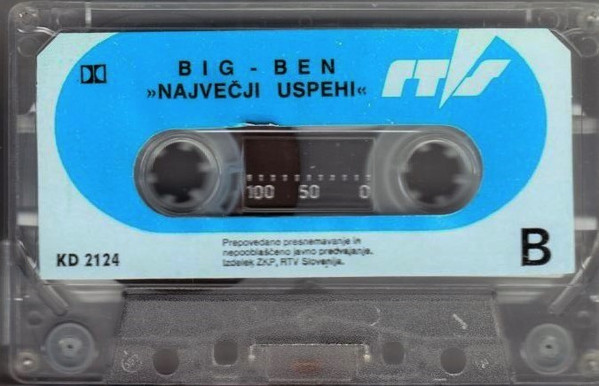 BIG - BEN
»NAJVEČJI USPEHI«
RTVS
100 50 0
KD 2124
Prepovedano presnemavanje in
nepooblaščeno javno predvajanje.
Izdelek ZKP, RTV Slovenija.
B